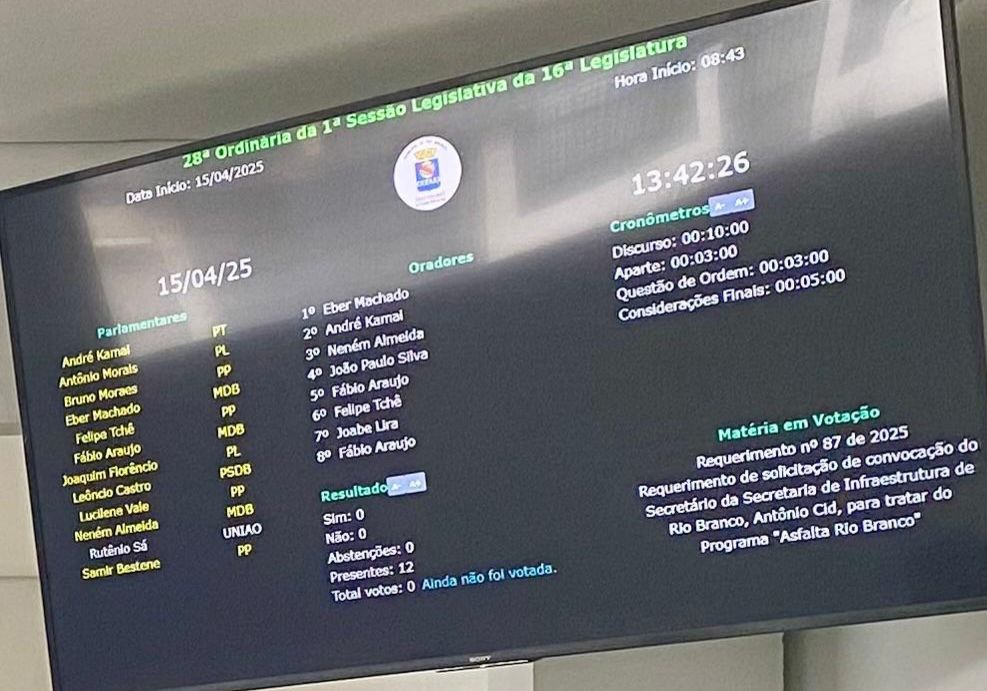 28ª Ordinária da 1ª Sessão Legislativa da 16ª Legislatura
Data Início: 15/04/2025
Hora Início: 08:43
15/04/25
13:42:26
Parlamentares
André Kamai PT
Antônio Morais PL
Bruno Moraes PP
Eber Machado MDB
Felipe Tchê PP
Fábio Araujo MDB
Joaquim Florêncio PL
Leôncio Castro PSDB
Lucilene Vale PP
Neném Almeida MDB
Rutênio Sá UNIAO
Samir Bestene PP
Oradores
1º Eber Machado
2º André Kamai
3º Neném Almeida
4º João Paulo Silva
5º Fábio Araujo
6º Felipe Tchê
7º Joabe Lira
8º Fábio Araujo
Resultado A- A+
Sim: 0
Não: 0
Abstenções: 0
Presentes: 12
Total votos: 0 Ainda não foi votada.
Cronômetros A- A+
Discurso: 00:10:00
Aparte: 00:03:00
Questão de Ordem: 00:03:00
Considerações Finais: 00:05:00
Matéria em Votação
Requerimento nº 87 de 2025
Requerimento de solicitação de convocação do
Secretário da Secretaria de Infraestrutura de
Rio Branco, Antônio Cid, para tratar do
Programa "Asfalta Rio Branco"
SONY